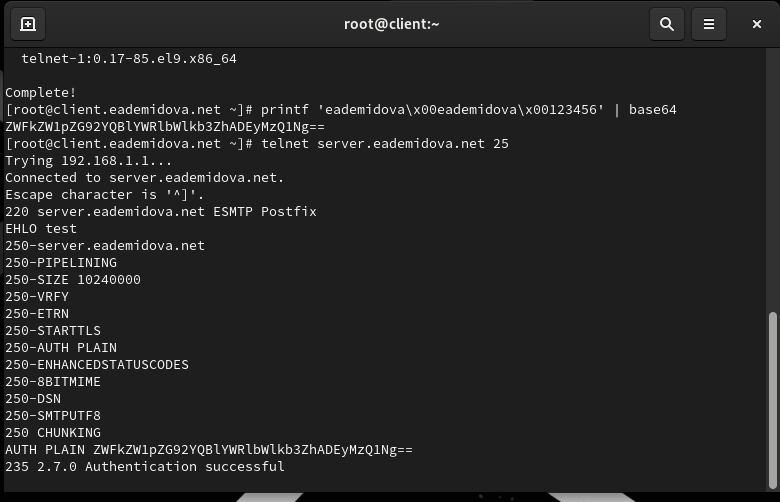 root@client:~
telnet-1:0.17-85.el9.x86_64
Complete!
[root@client.eademidova.net ~]# printf 'eademidova\x00eademidova\x00123456' | base64
ZWFkZW1pZG92YQBlYWRlbWlkb3ZhADEyMzQ1Ng==
[root@client.eademidova.net ~]# telnet server.eademidova.net 25
Trying 192.168.1.1...
Connected to server.eademidova.net.
Escape character is '^]'.
220 server.eademidova.net ESMTP Postfix
EHLO test
250-server.eademidova.net
250-PIPELINING
250-SIZE 10240000
250-VRFY
250-ETRN
250-STARTTLS
250-AUTH PLAIN
250-ENHANCEDSTATUSCODES
250-8BITMIME
250-DSN
250-SMTPUTF8
250 CHUNKING
AUTH PLAIN ZWFkZW1pZG92YQBlYWRlbWlkb3ZhADEyMzQ1Ng==
235 2.7.0 Authentication successful